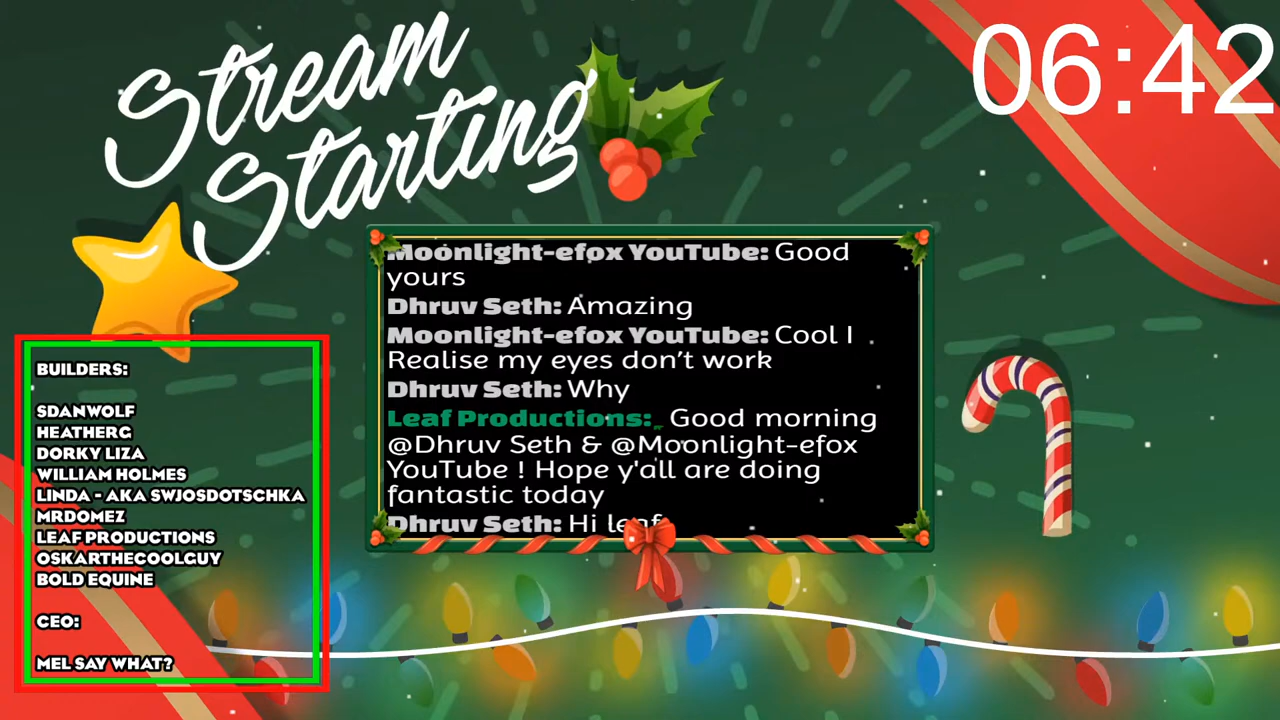 Stream
Starting
06:42
Moonlight-efox YouTube: Good
yours
Dhruv Seth: Amazing
Moonlight-efox YouTube: Cool I
Realise my eyes don't work
Dhruv Seth: Why
Leaf Productions: Good morning
@Dhruv Seth & @Moonlight-efox
YouTube ! Hope y'all are doing
fantastic today
Dhruv Seth: Hi leaf
BUILDERS:
SDANWOLF
HEATHERG
DORKY LIZA
WILLIAM HOLMES
LINDA - AKA SWJOSDOTSCHKA
MRDOMEZ
LEAF PRODUCTIONS
OSKARTHECOOLGUY
BOLD EQUINE
CEO:
MEL SAY WHAT?